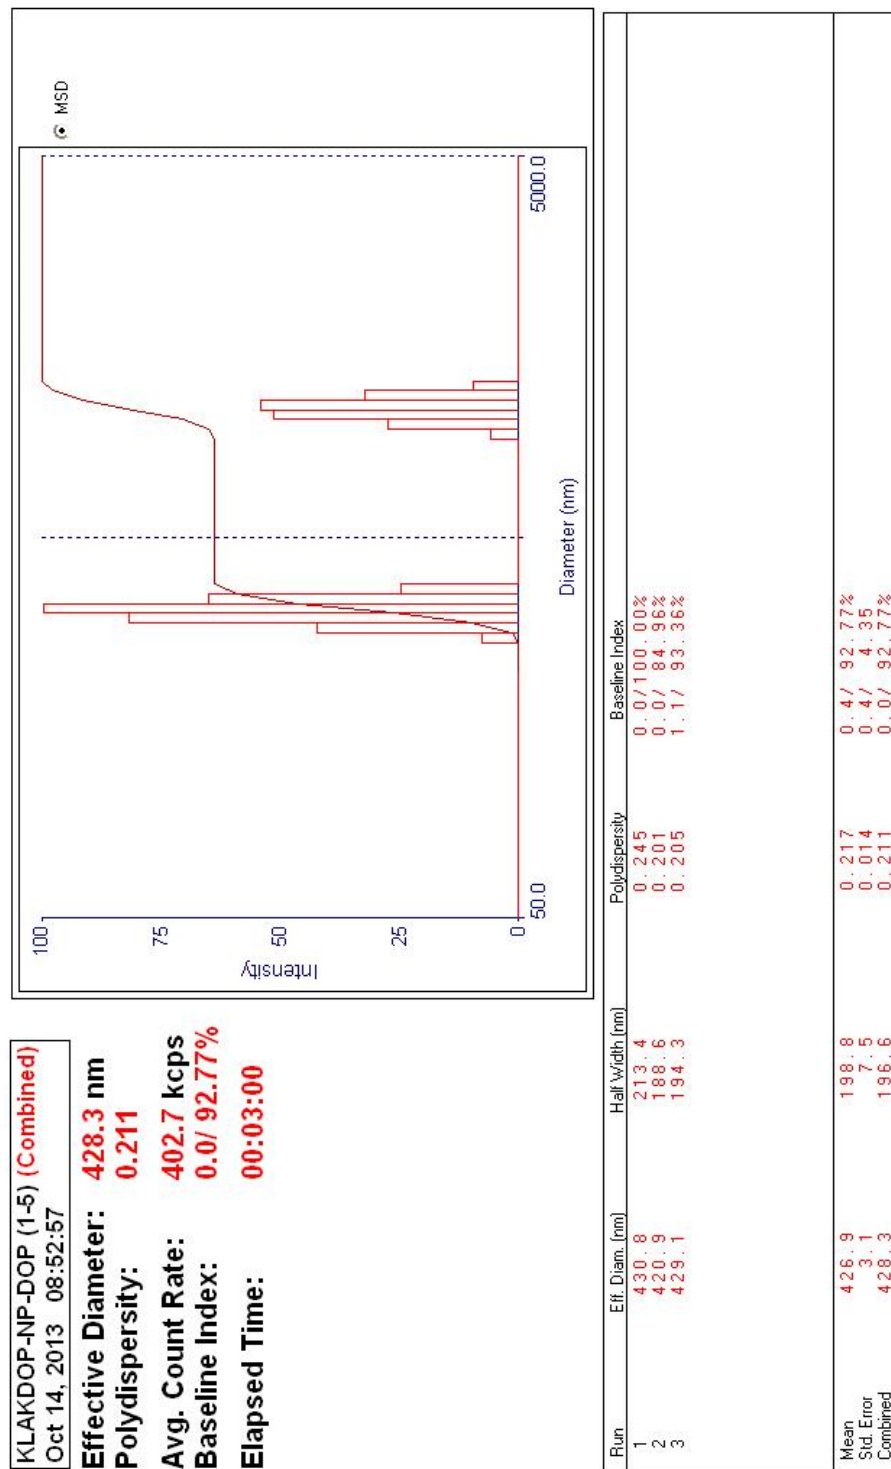 KLAKDOP-NP-DOP (1-5) (Combined)
Oct 14, 2013 08:52:57
Effective Diameter: 428.3 nm
Polydispersity: 0.211
Avg. Count Rate: 402.7 kcps
Baseline Index: 0.0/ 92.77%
Elapsed Time: 00:03:00
100
75
50
25
0
Intensity
50.0
5000.0
Diameter (nm)
MSD
Run Eff. Diam. (nm) Half Width (nm) Polydispersity Baseline Index
1 430.8 213.4 0.245 0.0/100.00%
2 420.9 188.6 0.201 0.0/ 84.96%
3 429.1 194.3 0.205 1.1/ 93.36%
Mean 426.9 198.8 0.217 0.4/ 92.77%
Std. Error 3.1 7.5 0.014 0.4/ 4.35
Combined 428.3 196.6 0.211 0.0/ 92.77%